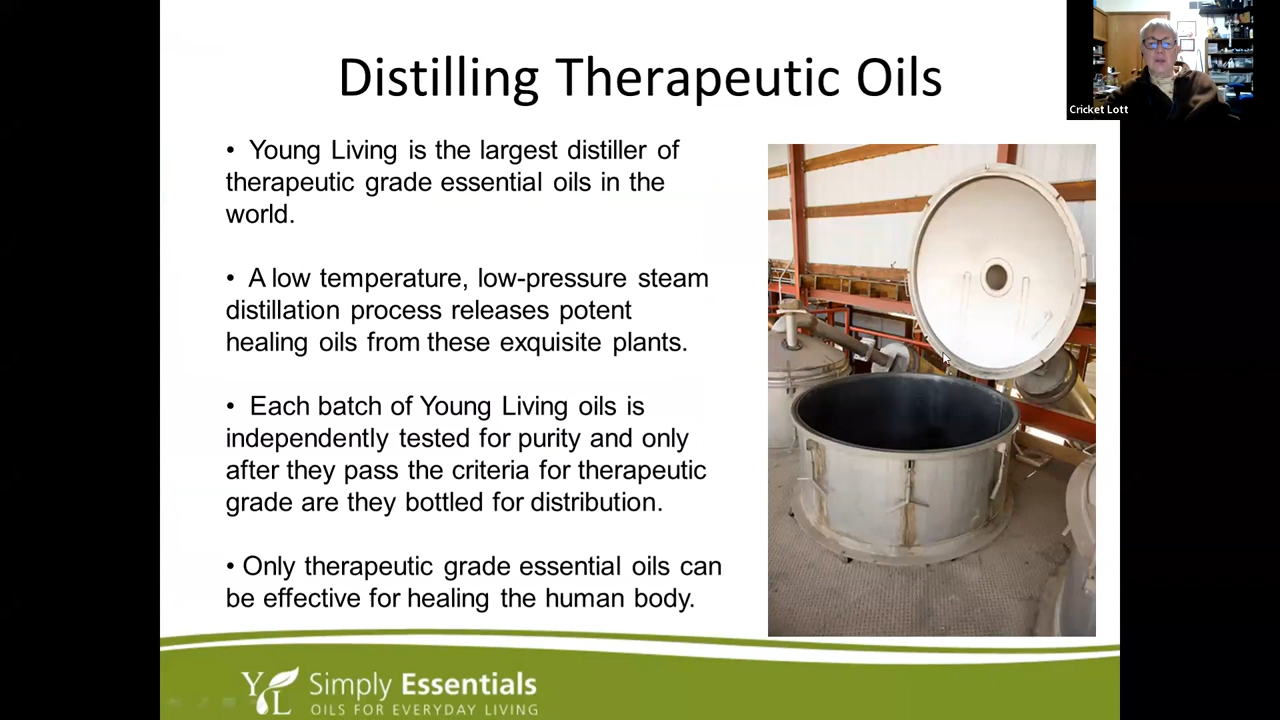 Distilling Therapeutic Oils
Cricket Lott
• Young Living is the largest distiller of
therapeutic grade essential oils in the
world.
• A low temperature, low-pressure steam
distillation process releases potent
healing oils from these exquisite plants.
• Each batch of Young Living oils is
independently tested for purity and only
after they pass the criteria for therapeutic
grade are they bottled for distribution.
• Only therapeutic grade essential oils can
be effective for healing the human body.
YL Simply Essentials
OILS FOR EVERYDAY LIVING